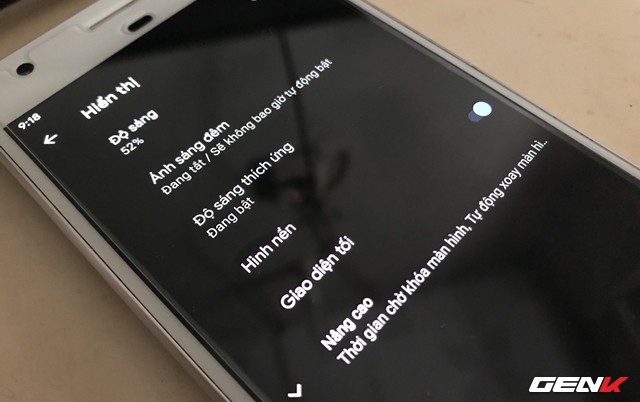 9:18
Hiển thị
Độ sáng
52%
Ánh sáng đêm
Đang tắt / Sẽ không bao giờ tự động bật
Độ sáng thích ứng
Đang bật
Hình nền
Giao diện tối
Nâng cao
Thời gian chờ khóa màn hình, Tự động xoay màn hì..
GENK